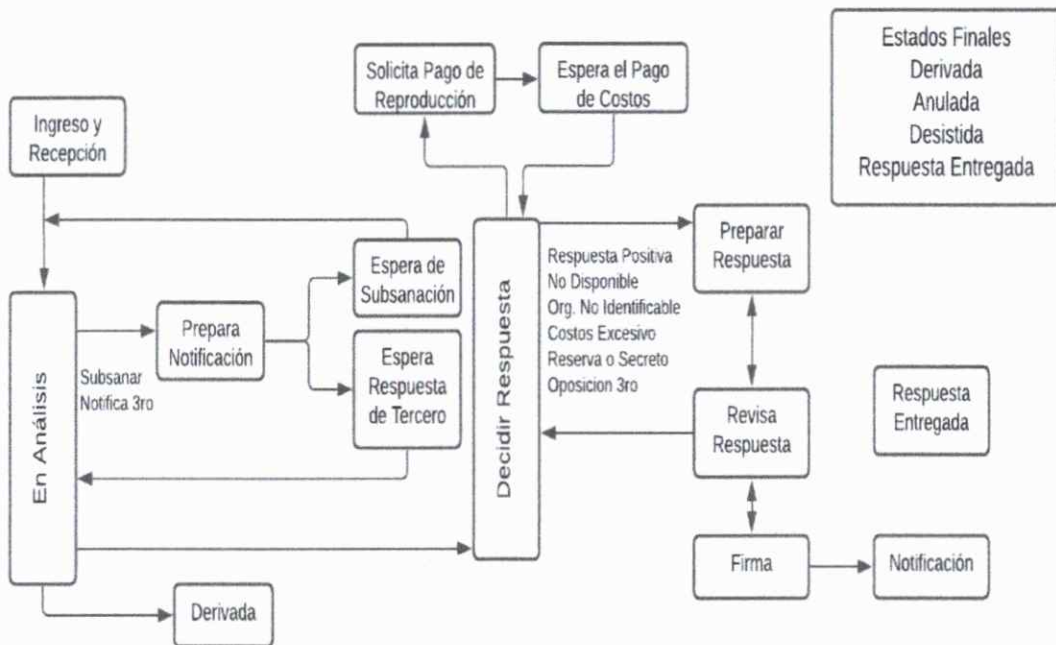 Estados Finales
Derivada
Anulada
Desistida
Respuesta Entregada
Solicita Pago de
Reproducción
Espera el Pago
de Costos
Ingreso y
Recepción
Espera de
Subsanación
Prepara
Notificación
Espera
Respuesta
de Tercero
Subsanar
Notifica 3ro
En Análisis
Derivada
Decidir Respuesta
Respuesta Positiva
No Disponible
Org. No Identificable
Costos Excesivo
Reserva o Secreto
Oposicion 3ro
Preparar
Respuesta
Revisa
Respuesta
Respuesta
Entregada
Firma
Notificación